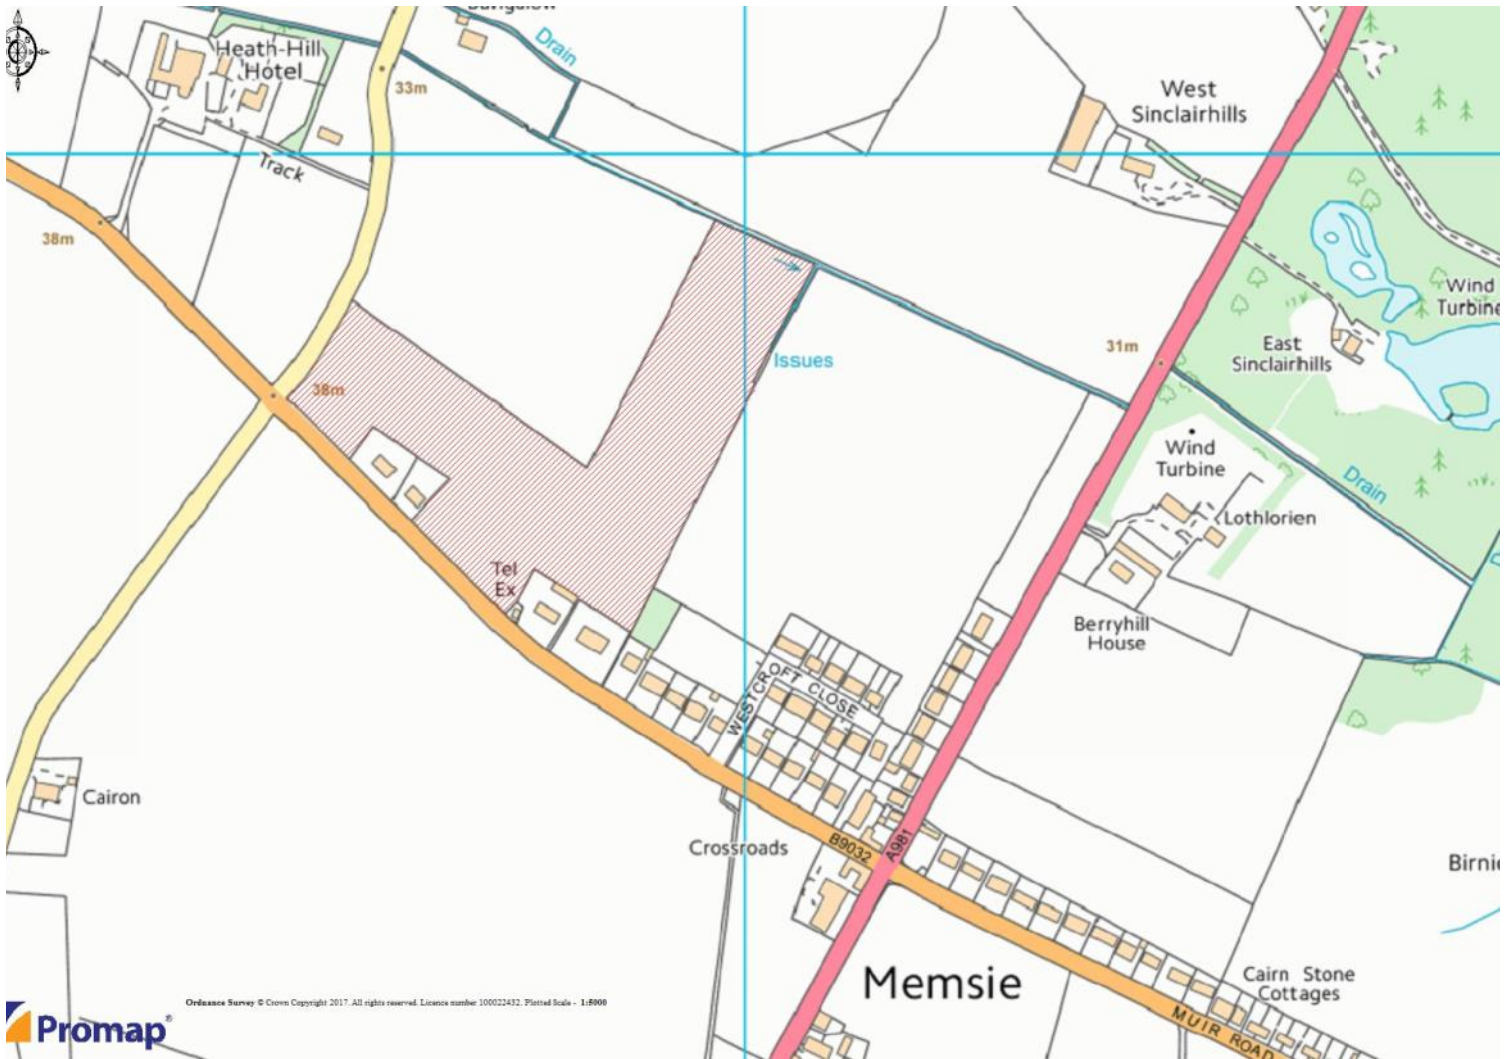 Heath-Hill
Hotel
Drain
33m
West
Sinclairhills
Track
38m
Wind
Turbine
Issues
31m
East
Sinclairhills
38m
Wind
Turbine
Drain
Lothlorien
Tel
Ex
Berryhill
House
WESTCROFT CLOSE
Cairon
Crossroads
B9032
A981
Memsie
Cairn Stone
Cottages
MUIR ROAD
Ordnance Survey © Crown Copyright 2017. All rights reserved. Licence number 100022432. Plotted Scale - 1:5000
Promap®